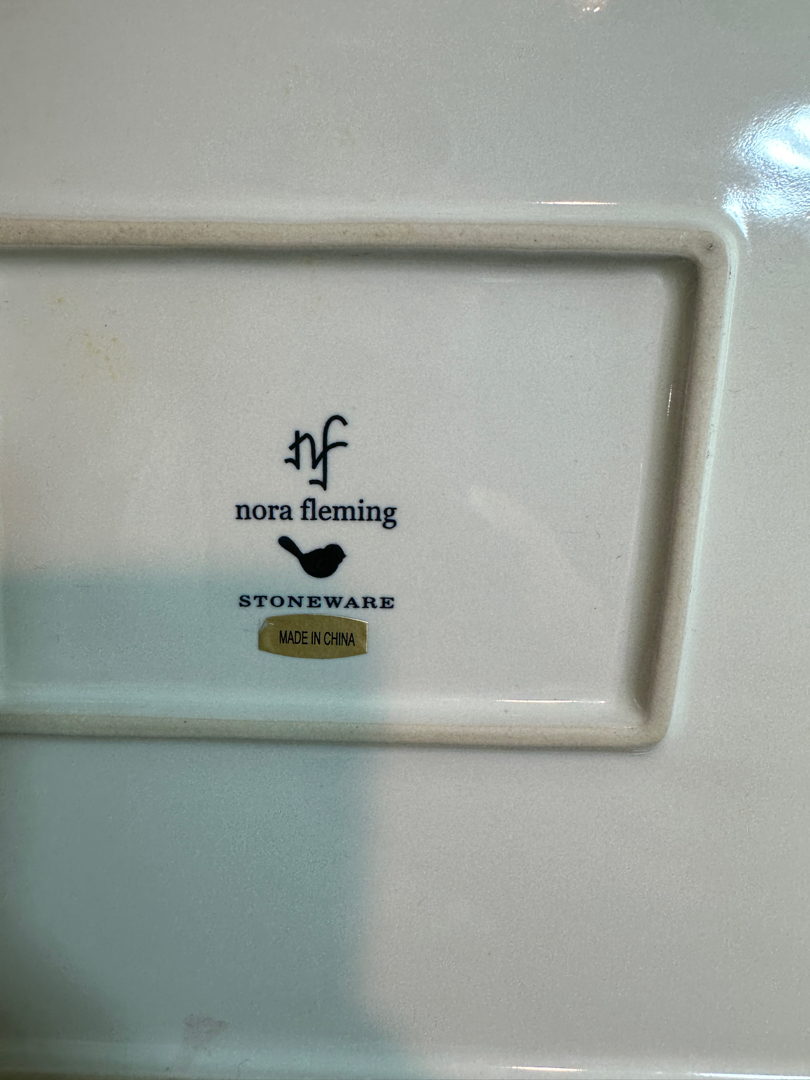 nf
nora fleming
STONEWARE
MADE IN CHINA